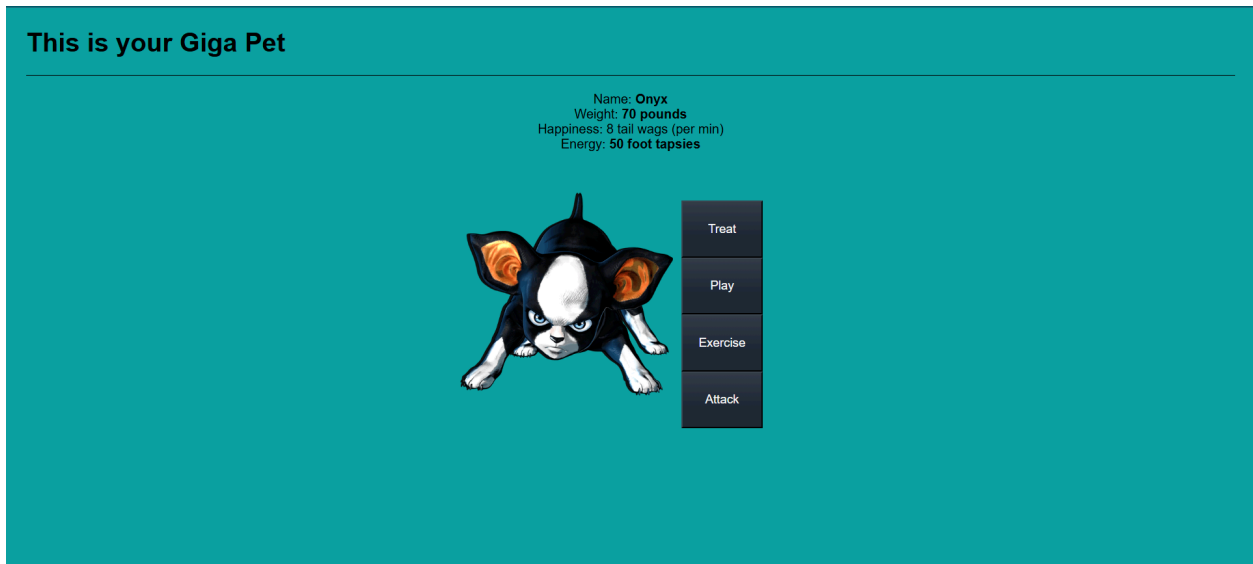 This is your Giga Pet
Name: Onyx
Weight: 70 pounds
Happiness: 8 tail wags (per min)
Energy: 50 foot tapsies
Treat
Play
Exercise
Attack